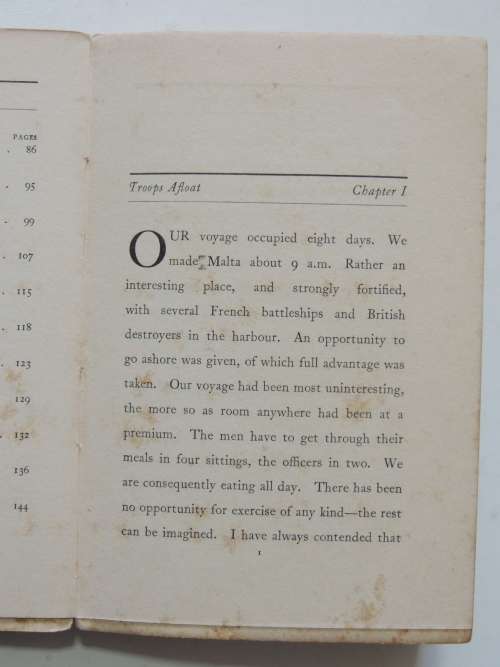 PAGES
. 86
. 95
. 99
. 107
. 115
. 118
. 123
129
. 132
136
144
Troops Afloat Chapter I
OUR voyage occupied eight days. We
made Malta about 9 a.m. Rather an
interesting place, and strongly fortified,
with several French battleships and British
destroyers in the harbour. An opportunity to
go ashore was given, of which full advantage was
taken. Our voyage had been most uninteresting,
the more so as room anywhere had been at a
premium. The men have to get through their
meals in four sittings, the officers in two. We
are consequently eating all day. There has been
no opportunity for exercise of any kind—the rest
can be imagined. I have always contended that
1